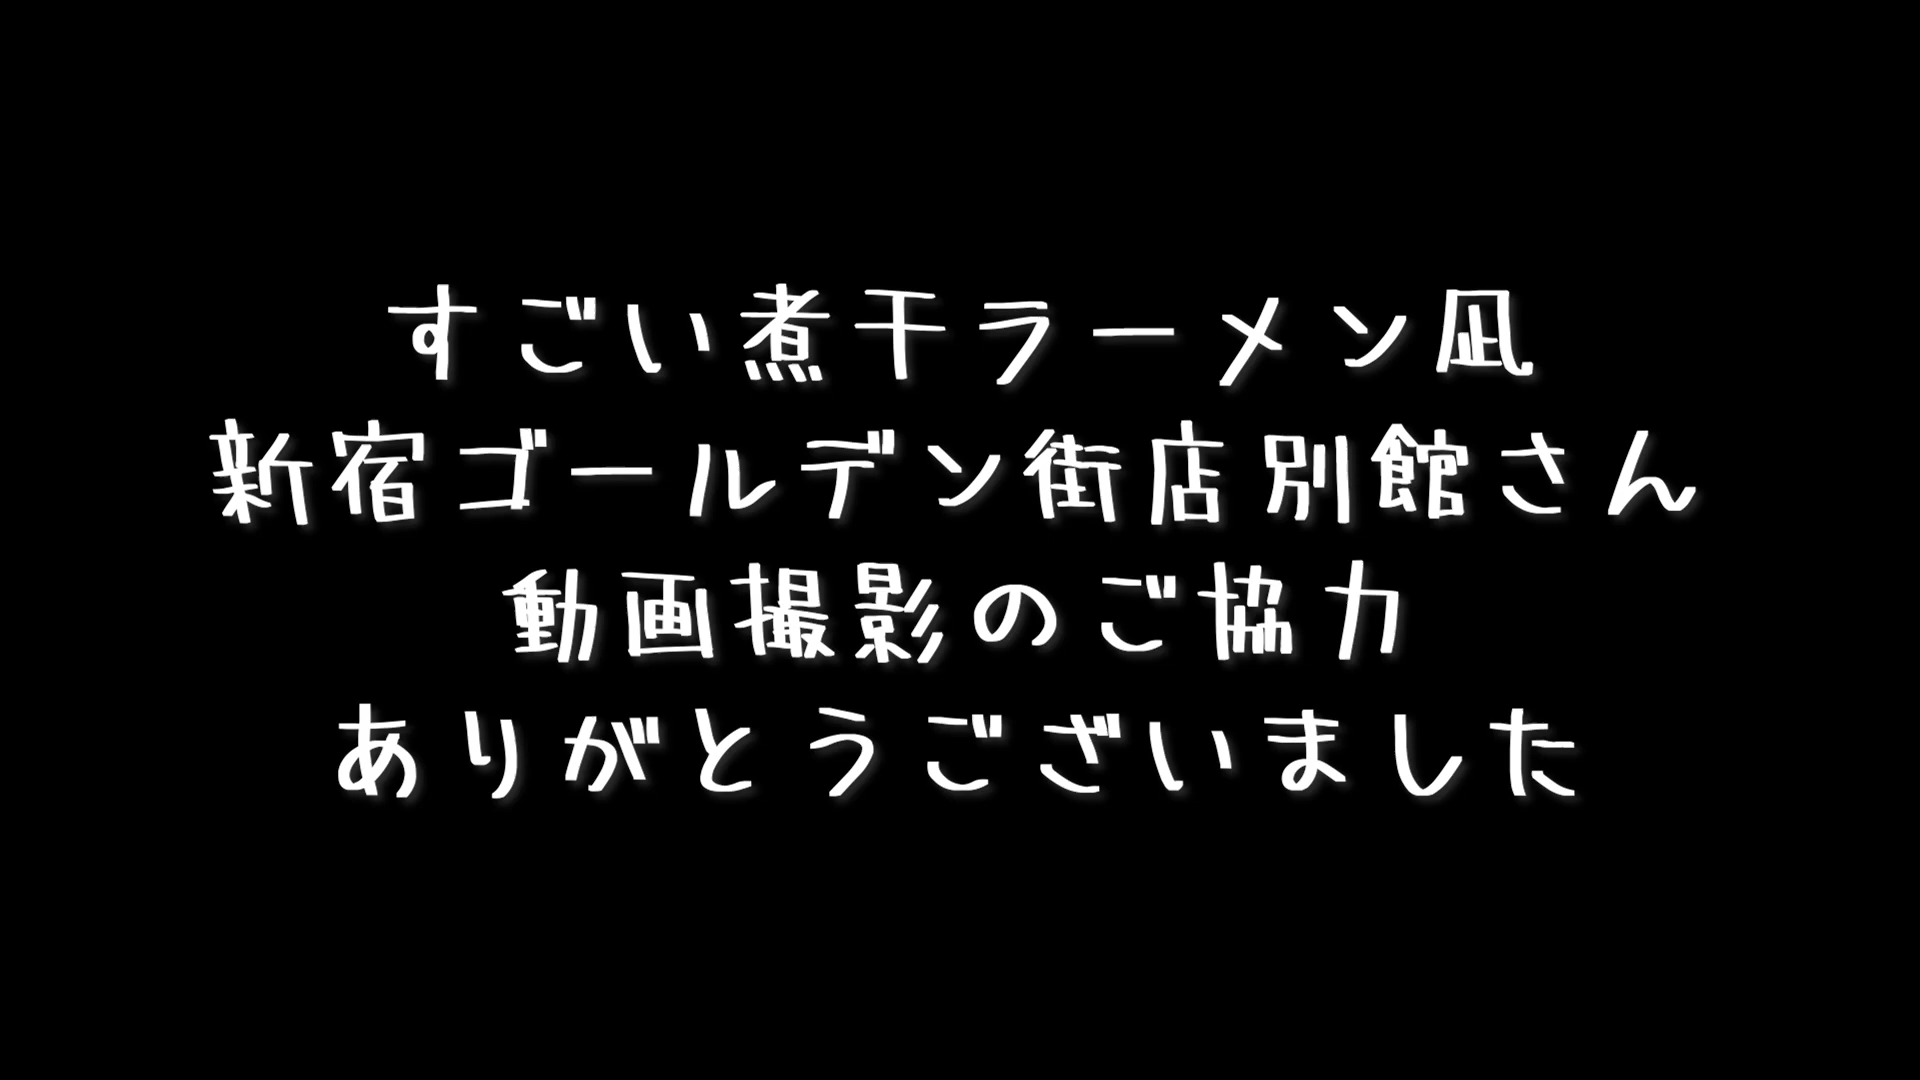 すごい煮干ラーメン凪
新宿ゴールデン街店別館さん
動画撮影のご協力
ありがとうございました